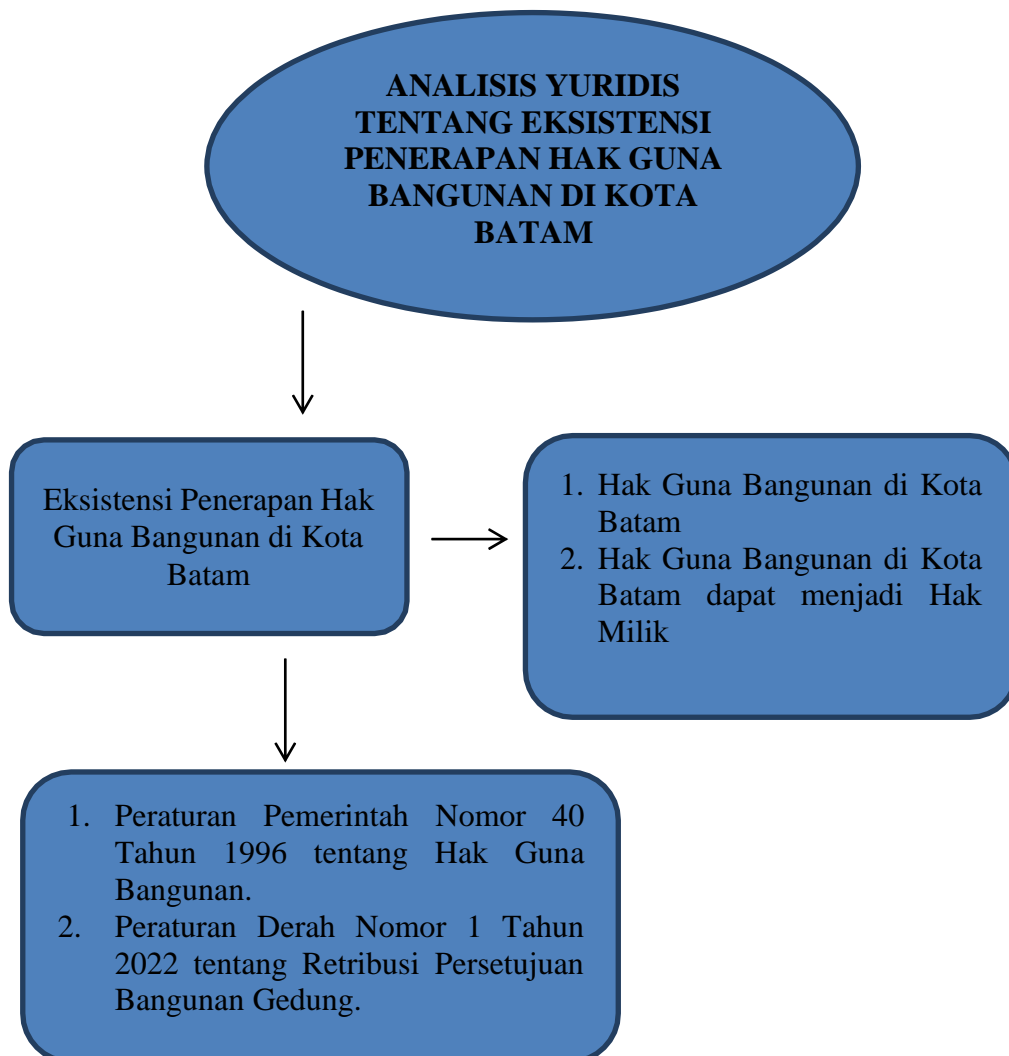 ANALISIS YURIDIS
TENTANG EKSISTENSI
PENERAPAN HAK GUNA
BANGUNAN DI KOTA
BATAM
Eksistensi Penerapan Hak
Guna Bangunan di Kota
Batam
1. Hak Guna Bangunan di Kota
Batam
2. Hak Guna Bangunan di Kota
Batam dapat menjadi Hak
Milik
1. Peraturan Pemerintah Nomor 40
Tahun 1996 tentang Hak Guna
Bangunan.
2. Peraturan Derah Nomor 1 Tahun
2022 tentang Retribusi Persetujuan
Bangunan Gedung.